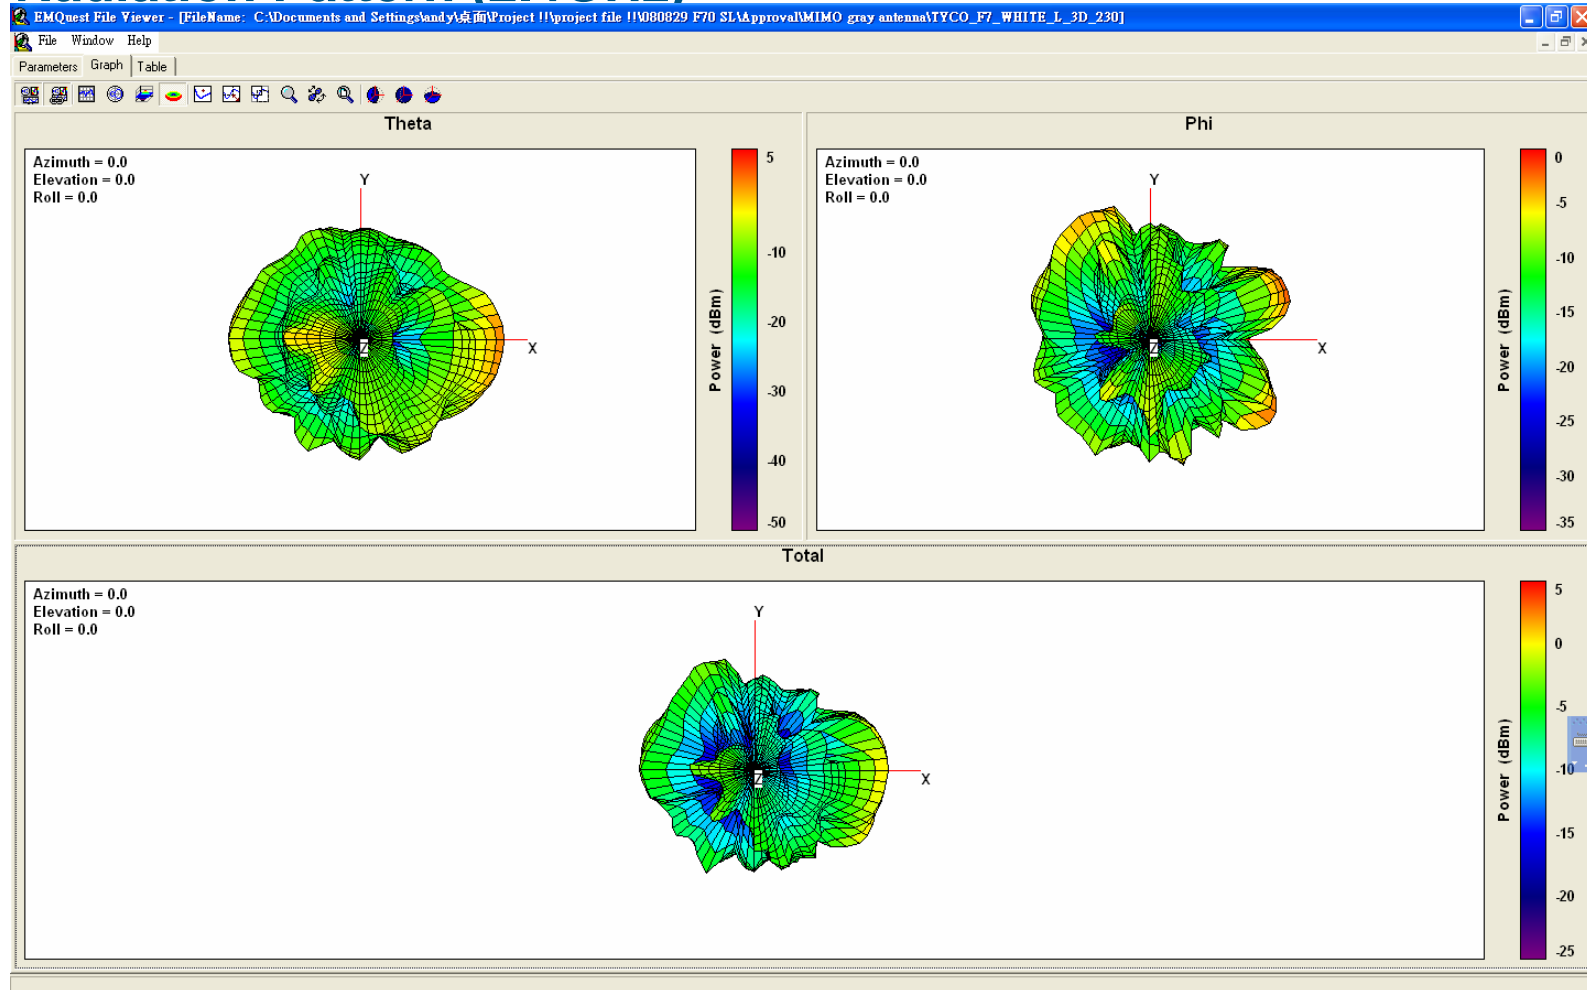 EMQuest File Viewer - [FileName: C:\Documents and Settings\andy\桌面\Project !!\project file !!\080829 F70 SL\Approval\MIMO gray antenna\TYCO_F7_WHITE_L_3D_230]
File Window Help
Parameters Graph Table
Theta
Azimuth = 0.0
Elevation = 0.0
Roll = 0.0
Y
X
Z
5
-10
-20
-30
-40
-50
Power (dBm)
Phi
Azimuth = 0.0
Elevation = 0.0
Roll = 0.0
Y
X
Z
0
-5
-10
-15
-20
-25
-30
-35
Power (dBm)
Total
Azimuth = 0.0
Elevation = 0.0
Roll = 0.0
Y
X
Z
5
0
-5
-10
-15
-20
-25
Power (dBm)